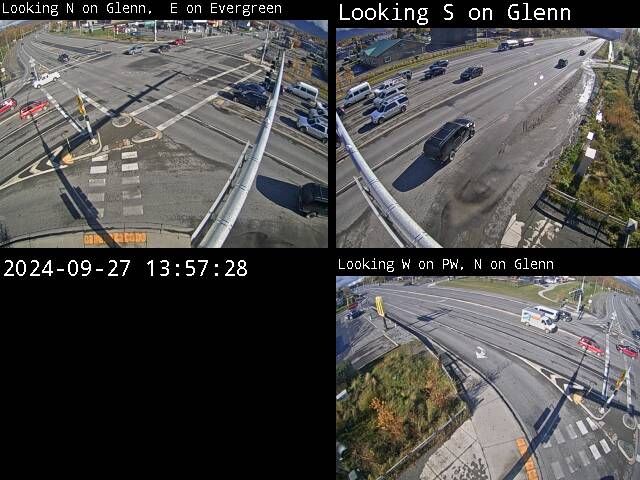 Looking N on Glenn,  E on Evergreen
Looking S on Glenn
2024-09-27 13:57:28
Looking W on PW, N on Glenn